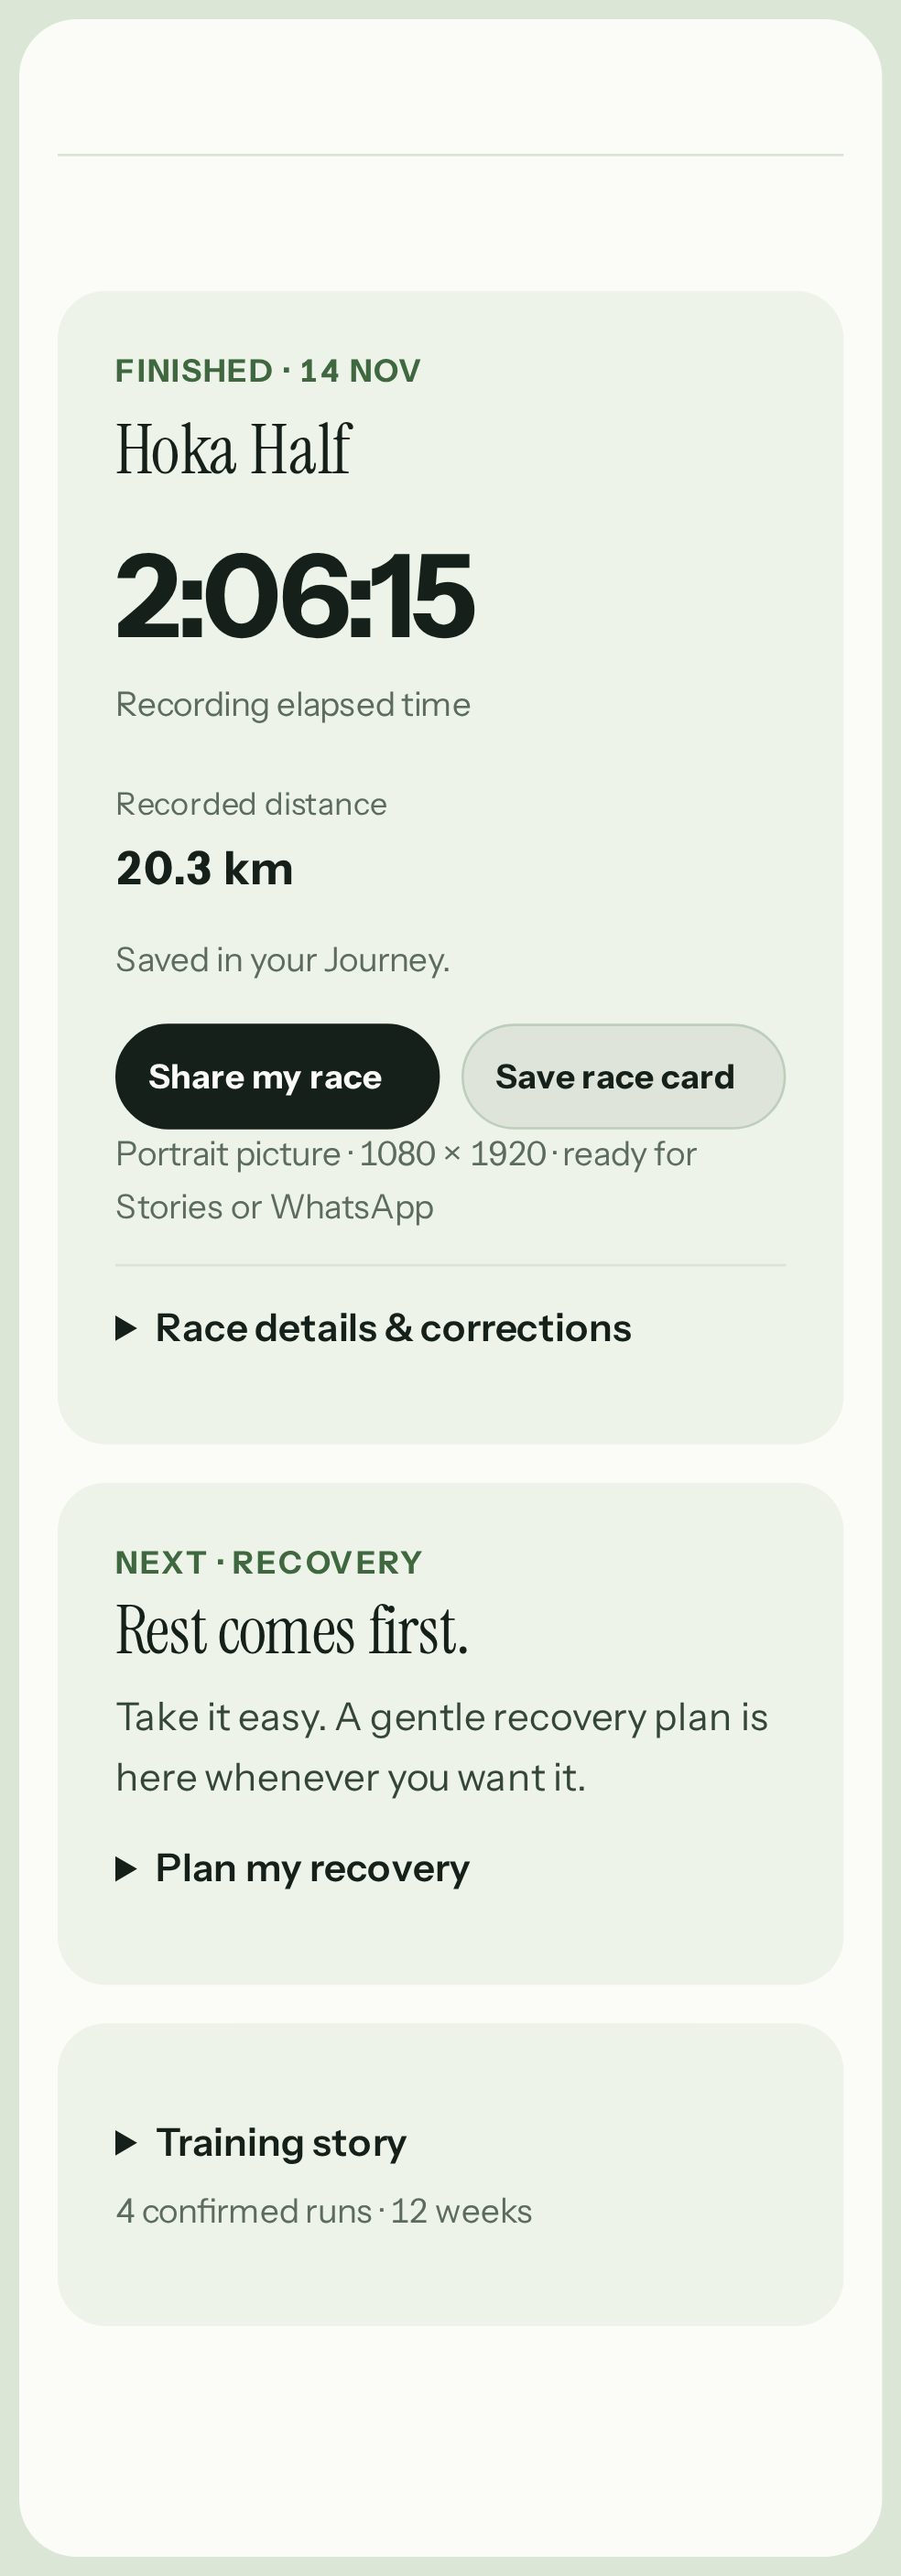 FINISHED · 14 NOV
Hoka Half
2:06:15
Recording elapsed time
Recorded distance
20.3 km
Saved in your Journey.
Share my race
Save race card
Portrait picture · 1080 × 1920 · ready for
Stories or WhatsApp
Race details & corrections
NEXT · RECOVERY
Rest comes first.
Take it easy. A gentle recovery plan is
here whenever you want it.
Plan my recovery
Training story
4 confirmed runs · 12 weeks